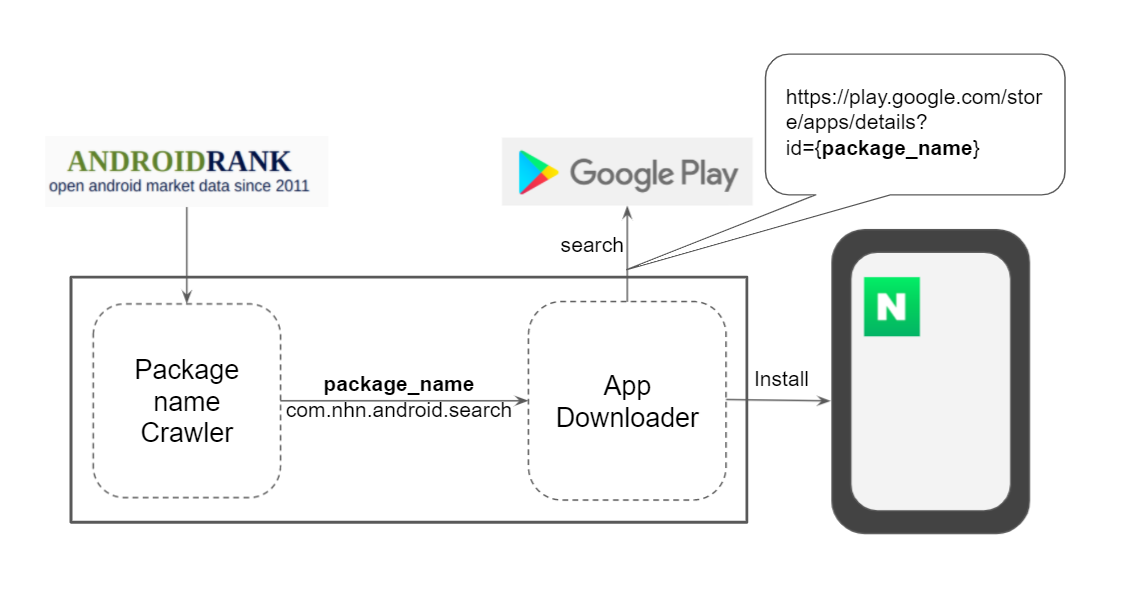 https://play.google.com/stor
e/apps/details?
id={package_name}
ANDROIDRANK
open android market data since 2011
Google Play
search
N
Package
name
Crawler
package_name
com.nhn.android.search
App
Downloader
Install